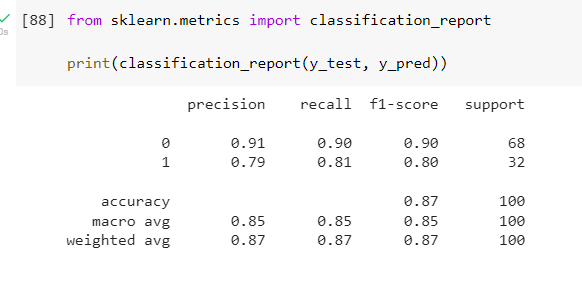 [88] from sklearn.metrics import classification_report
print(classification_report(y_test, y_pred))
precision recall f1-score support
0 0.91 0.90 0.90 68
1 0.79 0.81 0.80 32
accuracy 0.87 100
macro avg 0.85 0.85 0.85 100
weighted avg 0.87 0.87 0.87 100